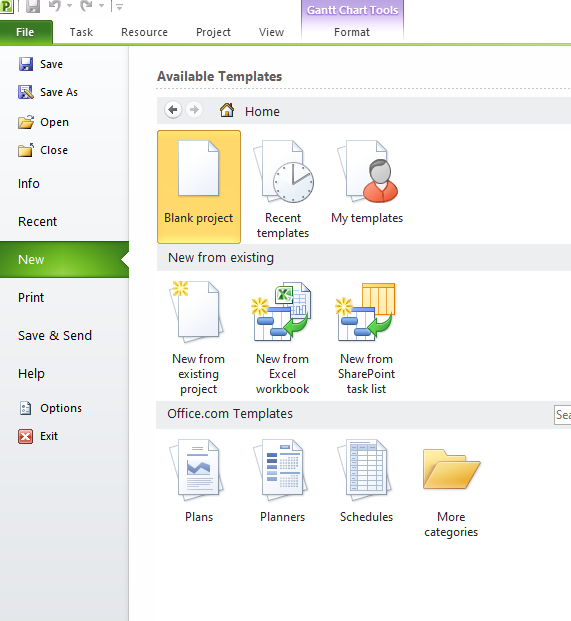 P
Gantt Chart Tools
File Task Resource Project View Format
Save
Save As
Open
Close
Info
Recent
New
Print
Save & Send
Help
Options
Exit
Available Templates
Home
Blank project
Recent templates
My templates
New from existing
New from existing project
New from Excel workbook
New from SharePoint task list
Office.com Templates
Sea
Plans
Planners
Schedules
More categories